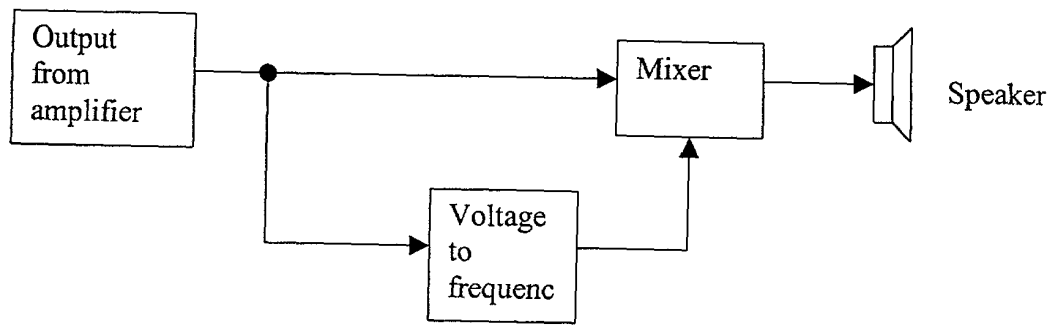 Output
from
amplifier
Mixer
Speaker
Voltage
to
frequenc